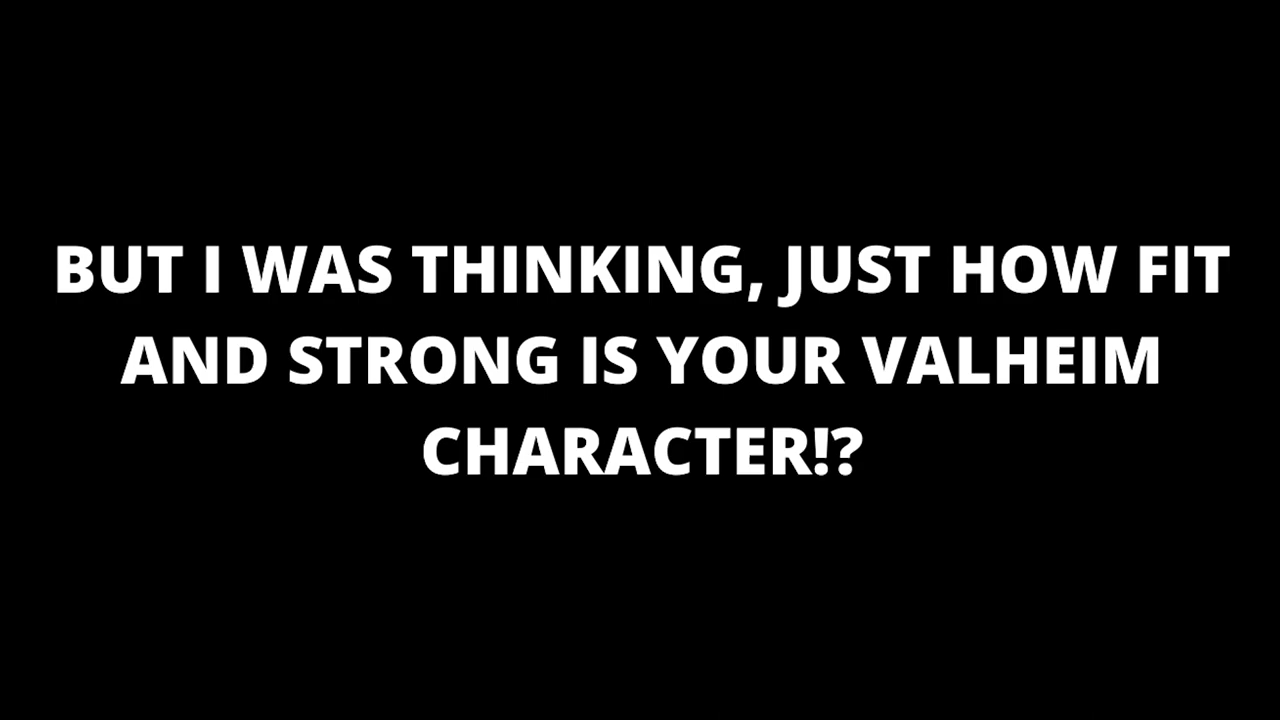 BUT I WAS THINKING, JUST HOW FIT
AND STRONG IS YOUR VALHEIM
CHARACTER!?